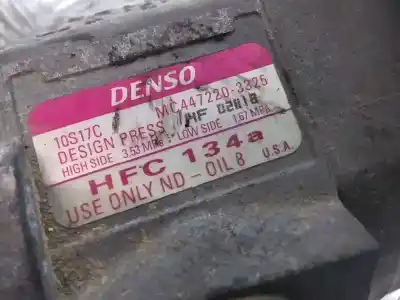 DENSO
10S17C MC447220-3325
DESIGN PRESS
HIGH SIDE 3.53 MPa LOW SIDE 1.67 MPa
HFC 134a
USE ONLY ND-OIL 8 U.S.A.